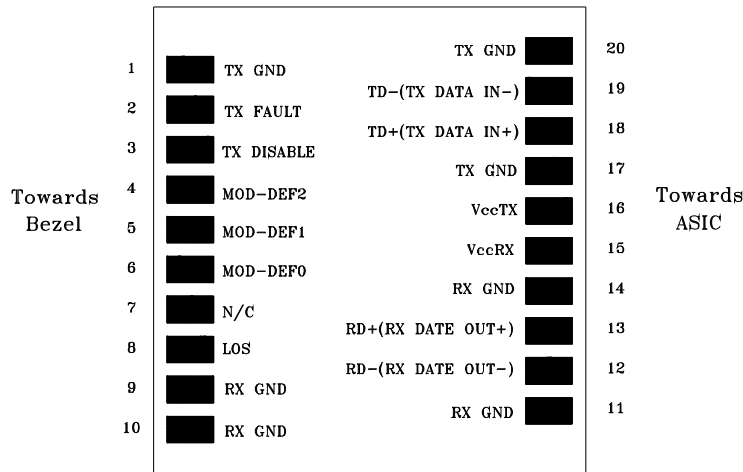 Towards
Bezel
1 TX GND
2 TX FAULT
3 TX DISABLE
4 MOD-DEF2
5 MOD-DEF1
6 MOD-DEF0
7 N/C
8 LOS
9 RX GND
10 RX GND
TX GND 20
TD-(TX DATA IN-) 19
TD+(TX DATA IN+) 18
TX GND 17
VccTX 16
VccRX 15
RX GND 14
RD+(RX DATE OUT+) 13
RD-(RX DATE OUT-) 12
RX GND 11
Towards
ASIC